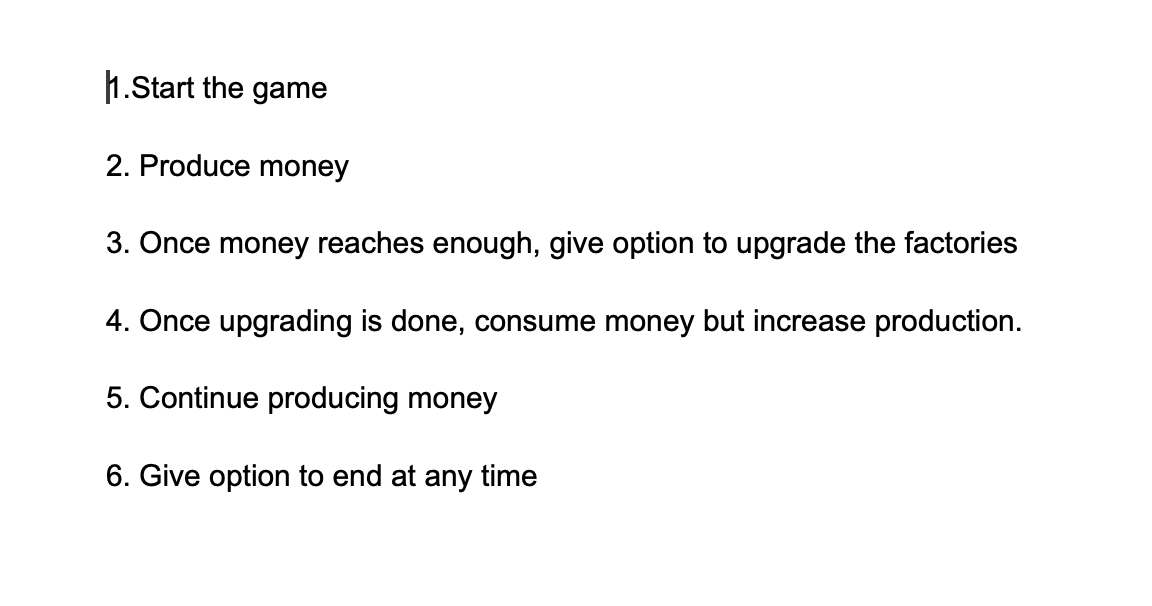 1.Start the game
2. Produce money
3. Once money reaches enough, give option to upgrade the factories
4. Once upgrading is done, consume money but increase production.
5. Continue producing money
6. Give option to end at any time